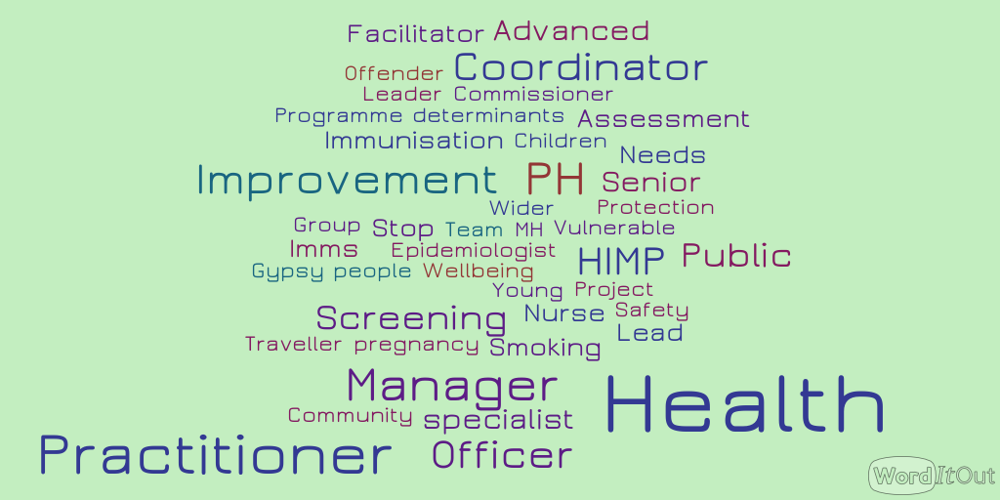 Facilitator Advanced
Offender Coordinator
Leader Commissioner
Programme determinants Assessment
Immunisation Children
Needs
Improvement PH Senior
Wider Protection
Group Stop Team MH Vulnerable
Imms Epidemiologist HIMP Public
Gypsy people Wellbeing
Young Project
Screening Nurse Safety
Lead
Traveller pregnancy Smoking
Manager Health
Community specialist
Practitioner Officer
WordItOut